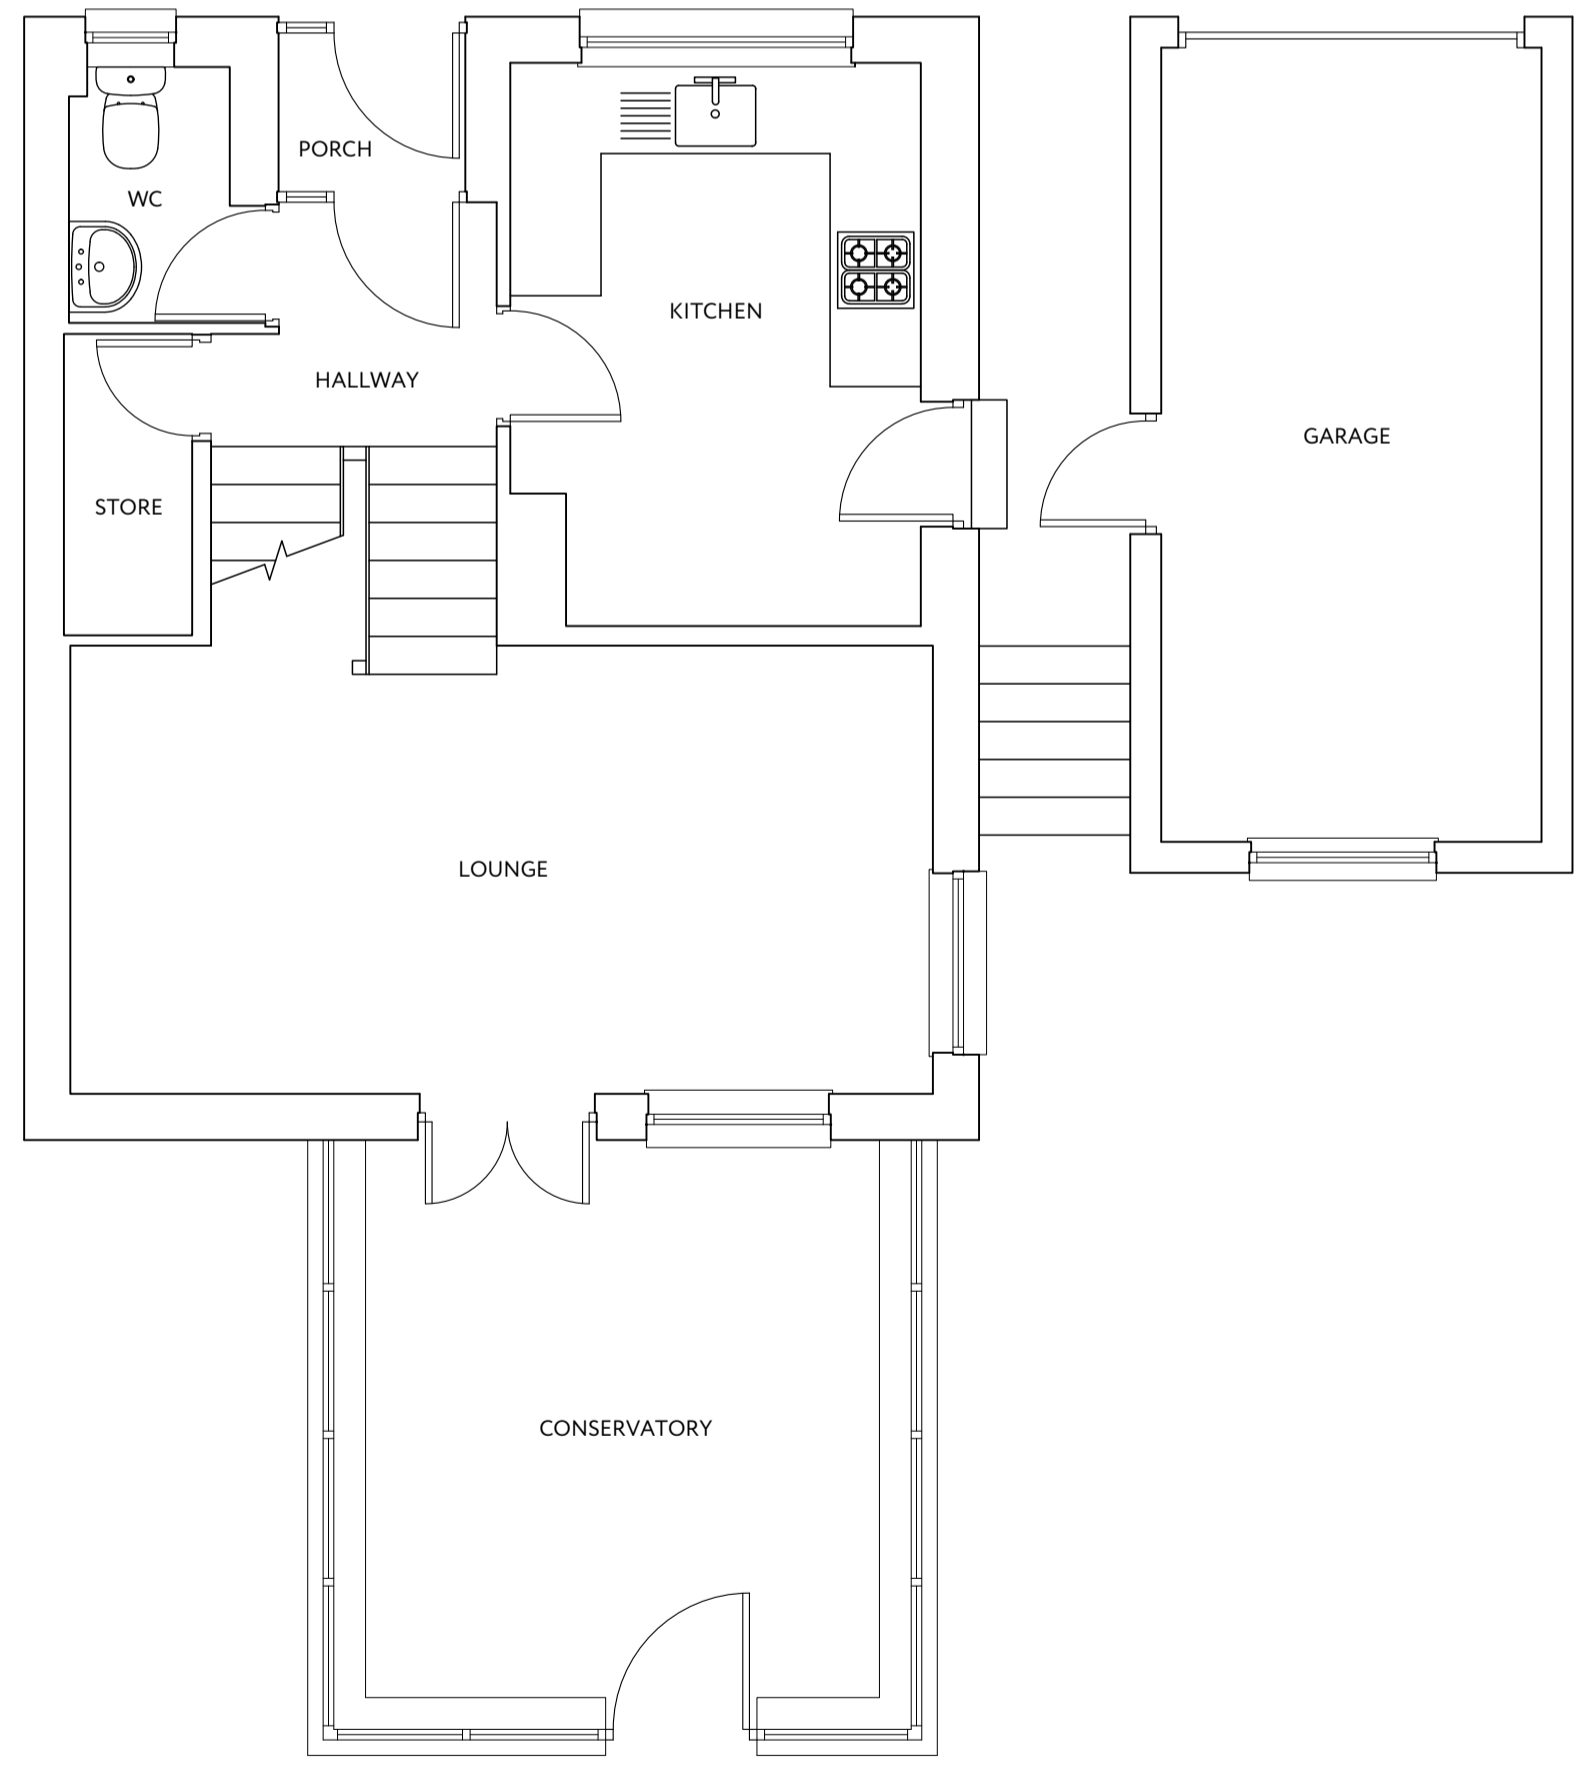 PORCH
WC
KITCHEN
HALLWAY
GARAGE
STORE
LOUNGE
CONSERVATORY